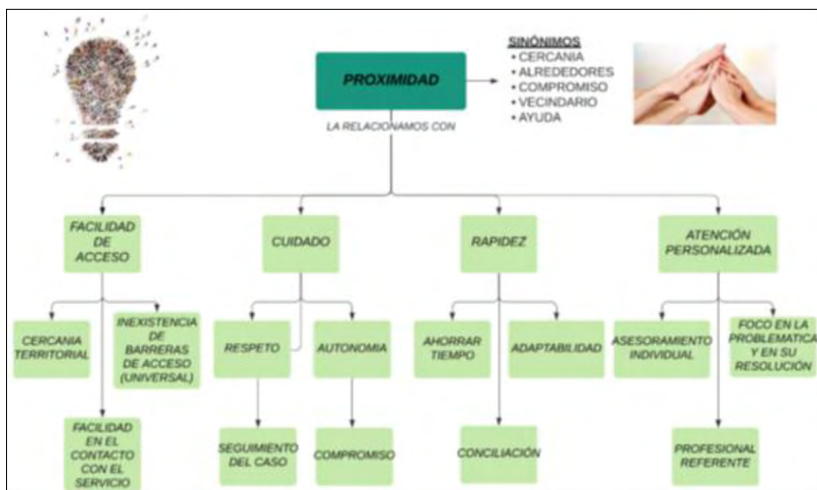 SINÓNIMOS
• CERCANIA
• ALREDEDORES
• COMPROMISO
• VECINDARIO
• AYUDA
PROXIMIDAD
LA RELACIONAMOS CON
FACILIDAD
DE
ACCESO
CUIDADO
RAPIDEZ
ATENCIÓN
PERSONALIZADA
CERCANIA
TERRITORIAL
INEXISTENCIA
DE
BARRERAS
DE ACCESO
(UNIVERSAL)
RESPETO
AUTONOMIA
AHORRAR
TIEMPO
ADAPTABILIDAD
ASESORAMIENTO
INDIVIDUAL
FOCO EN LA
PROBLEMATICA
Y EN SU
RESOLUCIÓN
FACILIDAD
EN EL
CONTACTO
CON EL
SERVICIO
SEGUIMIENTO
DEL CASO
COMPROMISO
CONCILIACIÓN
PROFESIONAL
REFERENTE